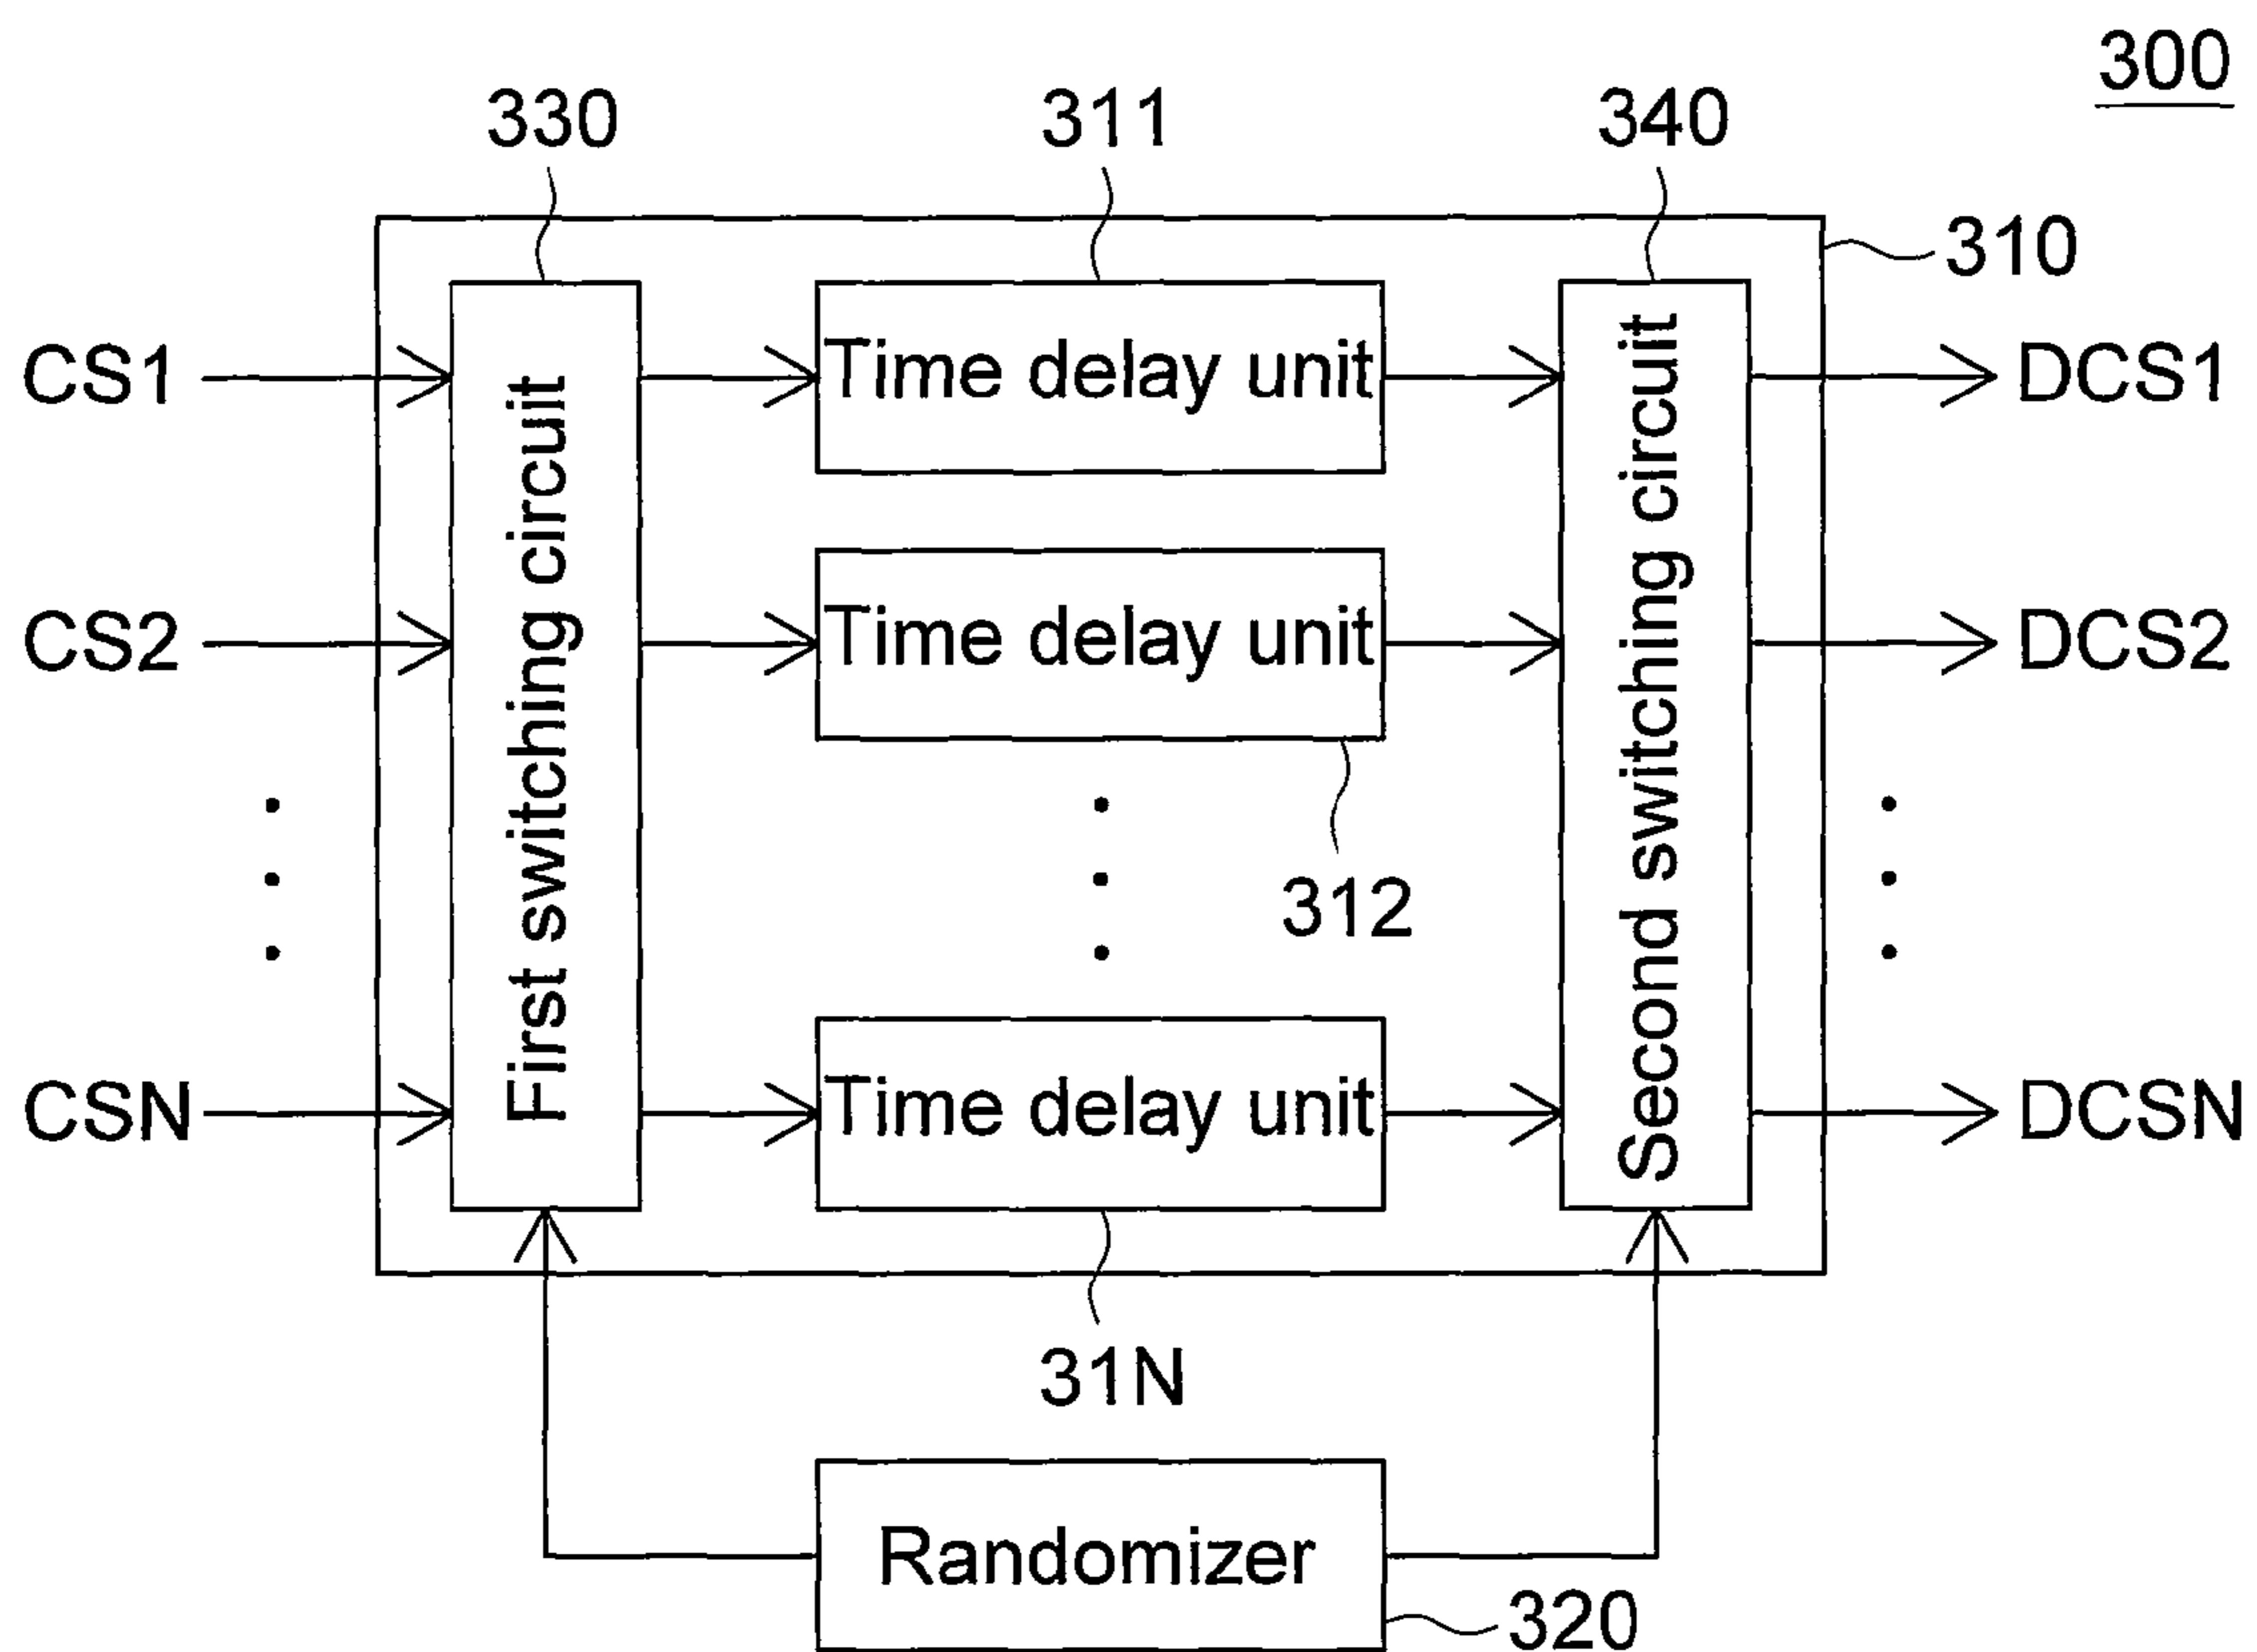 300
330
311
340
310
CS1
First switching circuit
Time delay unit
Second switching circuit
DCS1
CS2
Time delay unit
DCS2
312
CSN
Time delay unit
DCSN
31N
Randomizer
320